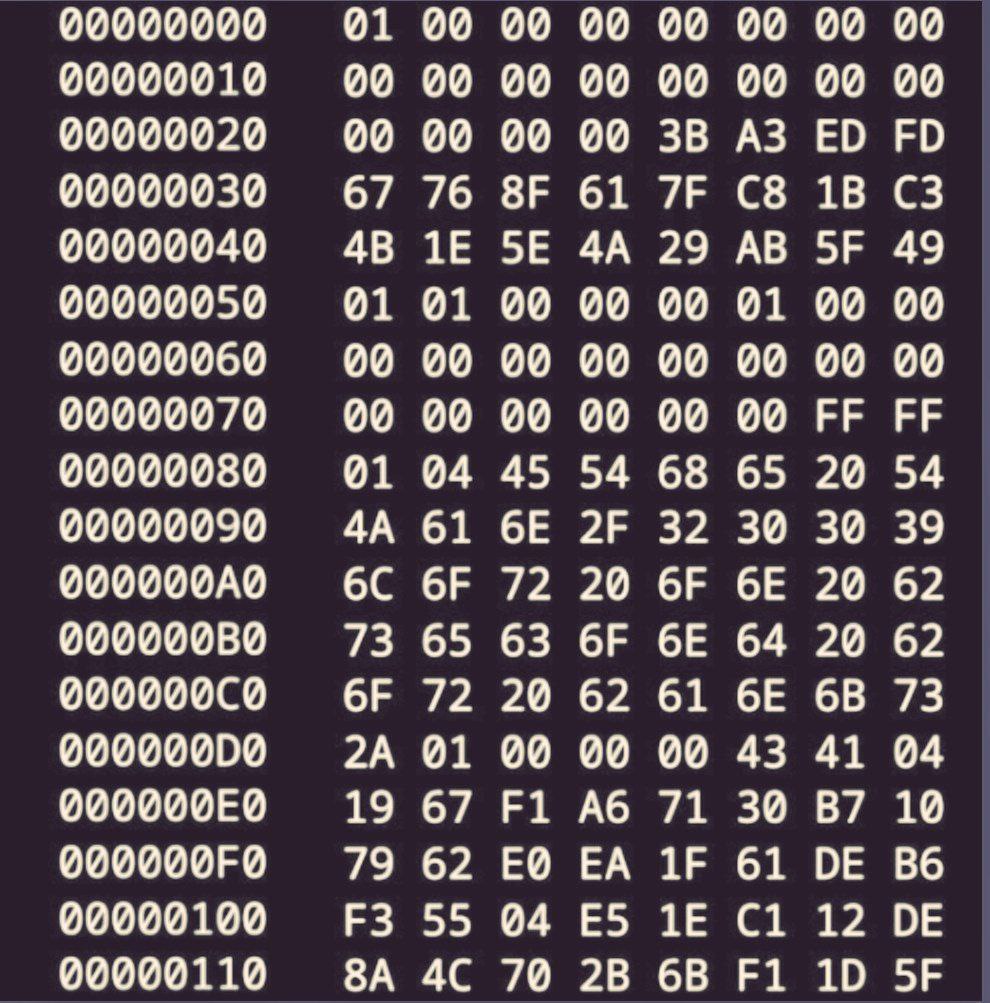 00000000 01 00 00 00 00 00 00 00
00000010 00 00 00 00 00 00 00 00
00000020 00 00 00 00 3B A3 ED FD
00000030 67 76 8F 61 7F C8 1B C3
00000040 4B 1E 5E 4A 29 AB 5F 49
00000050 01 01 00 00 00 01 00 00
00000060 00 00 00 00 00 00 00 00
00000070 00 00 00 00 00 00 FF FF
00000080 01 04 45 54 68 65 20 54
00000090 4A 61 6E 2F 32 30 30 39
000000A0 6C 6F 72 20 6F 6E 20 62
000000B0 73 65 63 6F 6E 64 20 62
000000C0 6F 72 20 62 61 6E 6B 73
000000D0 2A 01 00 00 00 43 41 04
000000E0 19 67 F1 A6 71 30 B7 10
000000F0 79 62 E0 EA 1F 61 DE B6
00000100 F3 55 04 E5 1E C1 12 DE
00000110 8A 4C 70 2B 6B F1 1D 5F